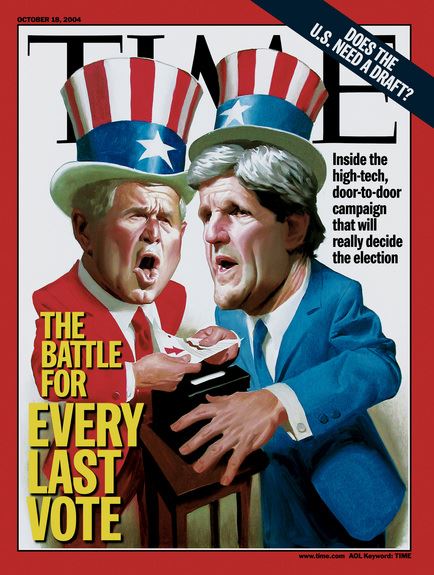 OCTOBER 18, 2004
DOES THE
U.S. NEED A DRAFT?
TIME
Inside the
high-tech,
door-to-door
campaign
that will
really decide
the election
THE
BATTLE
FOR
EVERY
LAST
VOTE
www.time.com AOL Keyword: TIME